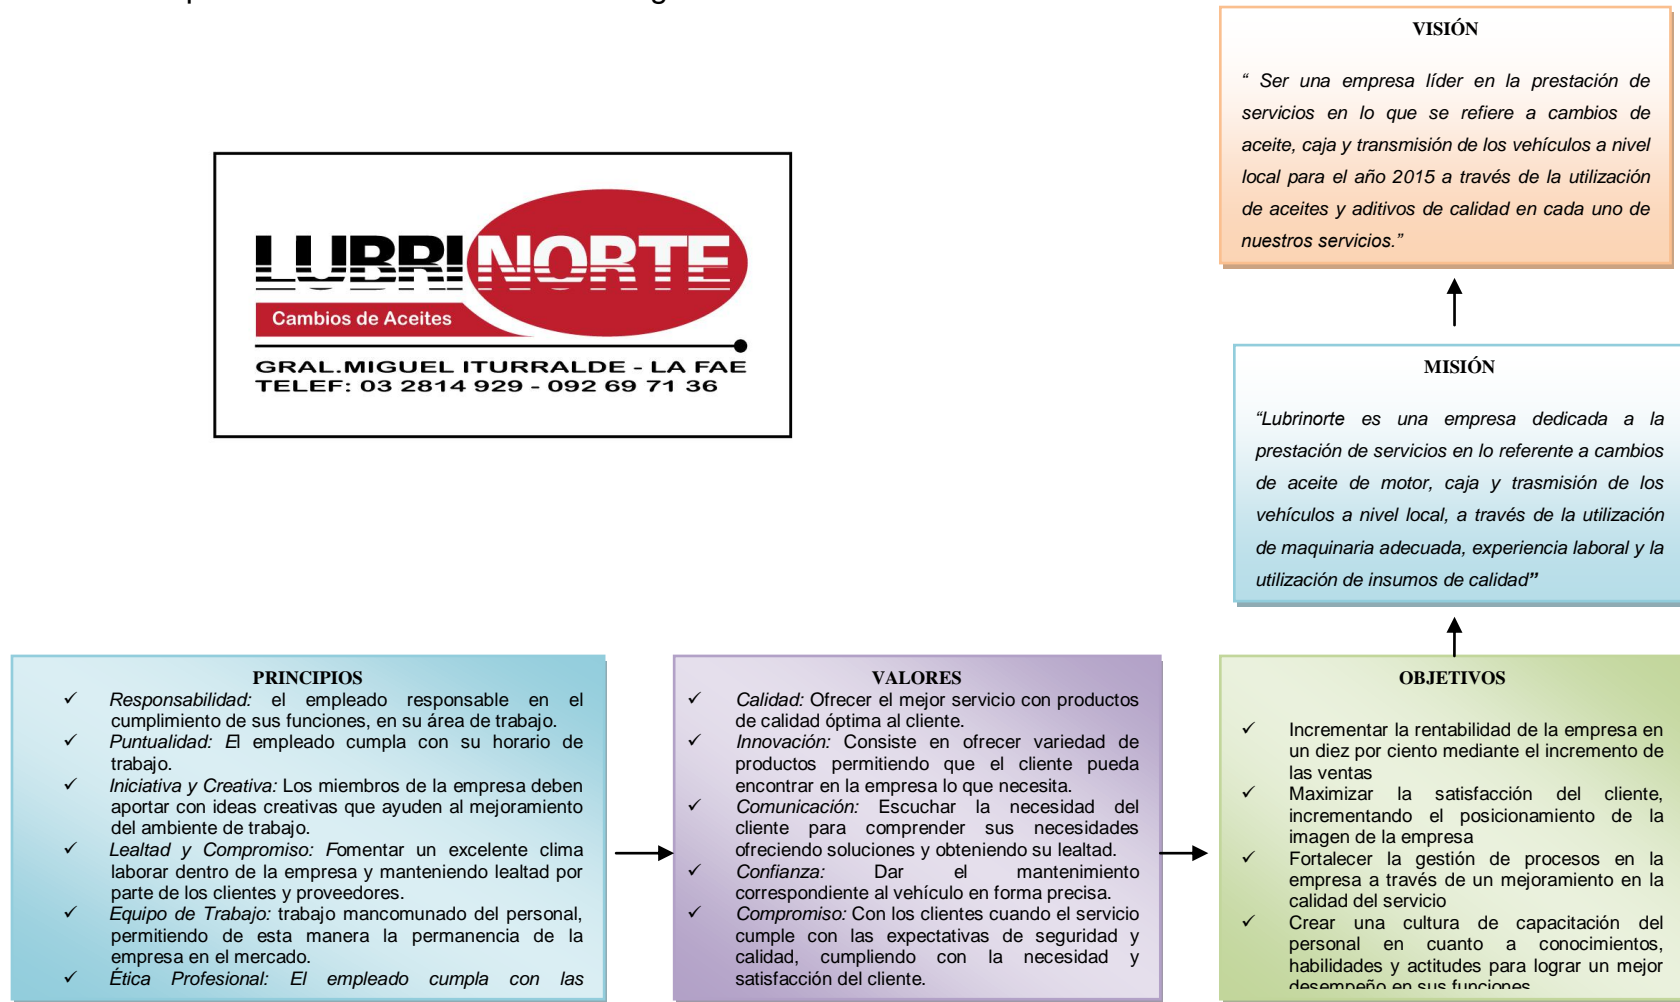 VISIÓN
“ Ser una empresa líder en la prestación de
servicios en lo que se refiere a cambios de
aceite, caja y transmisión de los vehículos a nivel
local para el año 2015 a través de la utilización
de aceites y aditivos de calidad en cada uno de
nuestros servicios.”
LUBRINORTE
Cambios de Aceites
GRAL.MIGUEL ITURRALDE - LA FAE
TELEF: 03 2814 929 - 092 69 71 36
MISIÓN
“Lubrinorte es una empresa dedicada a la
prestación de servicios en lo referente a cambios
de aceite de motor, caja y trasmisión de los
vehículos a nivel local, a través de la utilización
de maquinaria adecuada, experiencia laboral y la
utilización de insumos de calidad”
PRINCIPIOS
✓ Responsabilidad: el empleado responsable en el
cumplimiento de sus funciones, en su área de trabajo.
✓ Puntualidad: El empleado cumpla con su horario de
trabajo.
✓ Iniciativa y Creativa: Los miembros de la empresa deben
aportar con ideas creativas que ayuden al mejoramiento
del ambiente de trabajo.
✓ Lealtad y Compromiso: Fomentar un excelente clima
laborar dentro de la empresa y manteniendo lealtad por
parte de los clientes y proveedores.
✓ Equipo de Trabajo: trabajo mancomunado del personal,
permitiendo de esta manera la permanencia de la
empresa en el mercado.
✓ Ética Profesional: El empleado cumpla con las
VALORES
✓ Calidad: Ofrecer el mejor servicio con productos
de calidad óptima al cliente.
✓ Innovación: Consiste en ofrecer variedad de
productos permitiendo que el cliente pueda
encontrar en la empresa lo que necesita.
✓ Comunicación: Escuchar la necesidad del
cliente para comprender sus necesidades
ofreciendo soluciones y obteniendo su lealtad.
✓ Confianza: Dar el mantenimiento
correspondiente al vehículo en forma precisa.
✓ Compromiso: Con los clientes cuando el servicio
cumple con las expectativas de seguridad y
calidad, cumpliendo con la necesidad y
satisfacción del cliente.
OBJETIVOS
✓ Incrementar la rentabilidad de la empresa en
un diez por ciento mediante el incremento de
las ventas
✓ Maximizar la satisfacción del cliente,
incrementando el posicionamiento de la
imagen de la empresa
✓ Fortalecer la gestión de procesos en la
empresa a través de un mejoramiento en la
calidad del servicio
✓ Crear una cultura de capacitación del
personal en cuanto a conocimientos,
habilidades y actitudes para lograr un mejor
desempeño en sus funciones